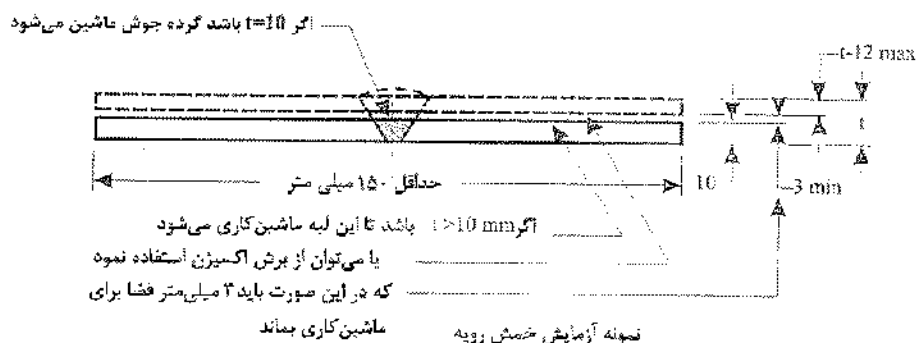 اگر t=10 باشد گرده جوش ماشین می‌شود
t-12 max
t
10
3 min
حداقل ۱۵۰ میلی متر
اگر t>10 mm باشد تا این لبه ماشین‌کاری می‌شود
یا می‌توان از برش اکسیژن استفاده نمود
که در این صورت باید ۳ میلی‌متر فضا برای
ماشین‌کاری بماند
نمونه آزمایش خمش رویه